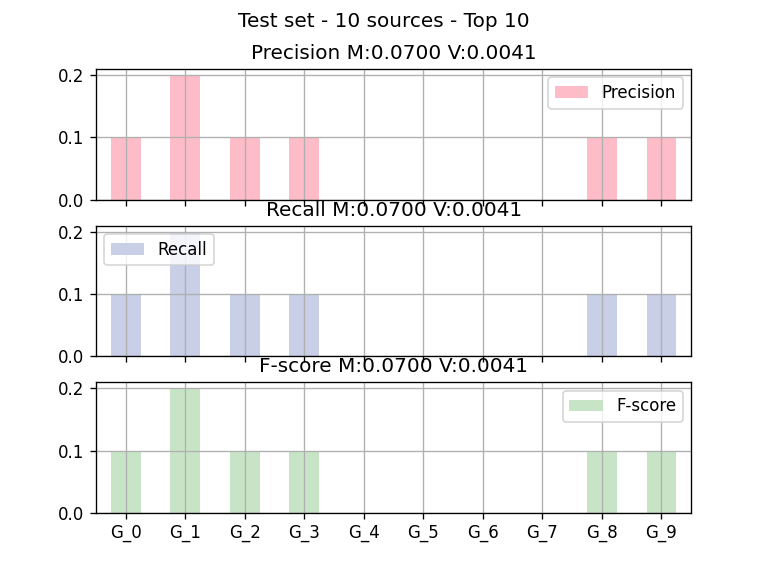 Test set - 10 sources - Top 10
Precision M:0.0700 V:0.0041
0.2
0.1
0.0
Precision
Recall M:0.0700 V:0.0041
0.2
0.1
0.0
Recall
F-score M:0.0700 V:0.0041
0.2
0.1
0.0
F-score
G_0 G_1 G_2 G_3 G_4 G_5 G_6 G_7 G_8 G_9